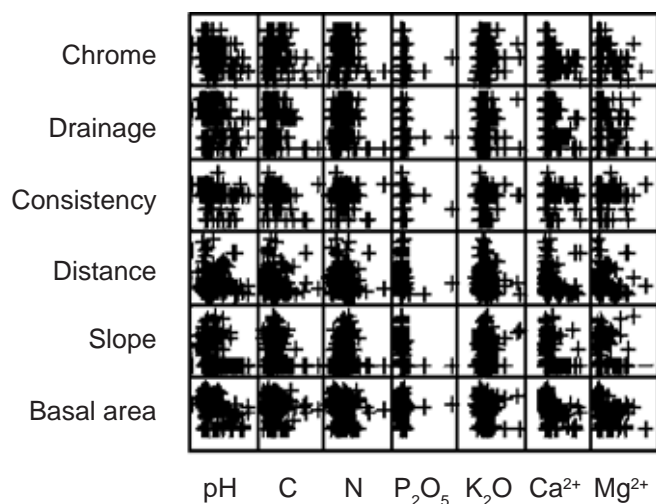 Chrome
Drainage
Consistency
Distance
Slope
Basal area
pH C N P₂O₅ K₂O Ca²⁺ Mg²⁺